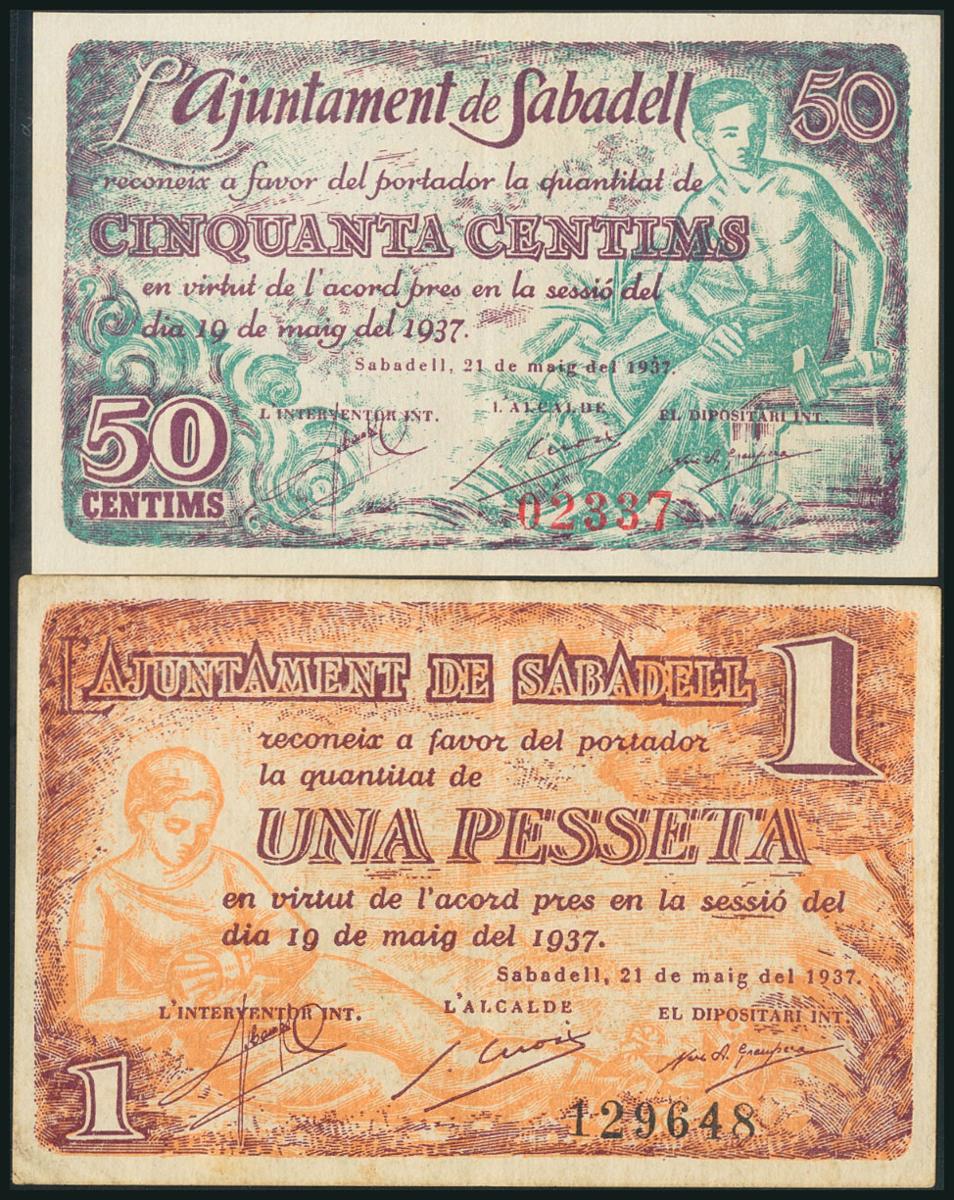 L'Ajuntament de Sabadell 50
reconeix a favor del portador la quantitat de
CINQUANTA CENTIMS
en virtut de l'acord pres en la sessió del
dia 19 de maig del 1937.
Sabadell, 21 de maig del 1937.
L'INTERVENTOR INT. L'ALCALDE EL DIPOSITARI INT.
50
CENTIMS
02337
L'AJUNTAMENT DE SABADELL 1
reconeix a favor del portador
la quantitat de
UNA PESSETA
en virtut de l'acord pres en la sessió del
dia 19 de maig del 1937.
Sabadell, 21 de maig del 1937.
L'INTERVENTOR INT. L'ALCALDE EL DIPOSITARI INT.
1 129648